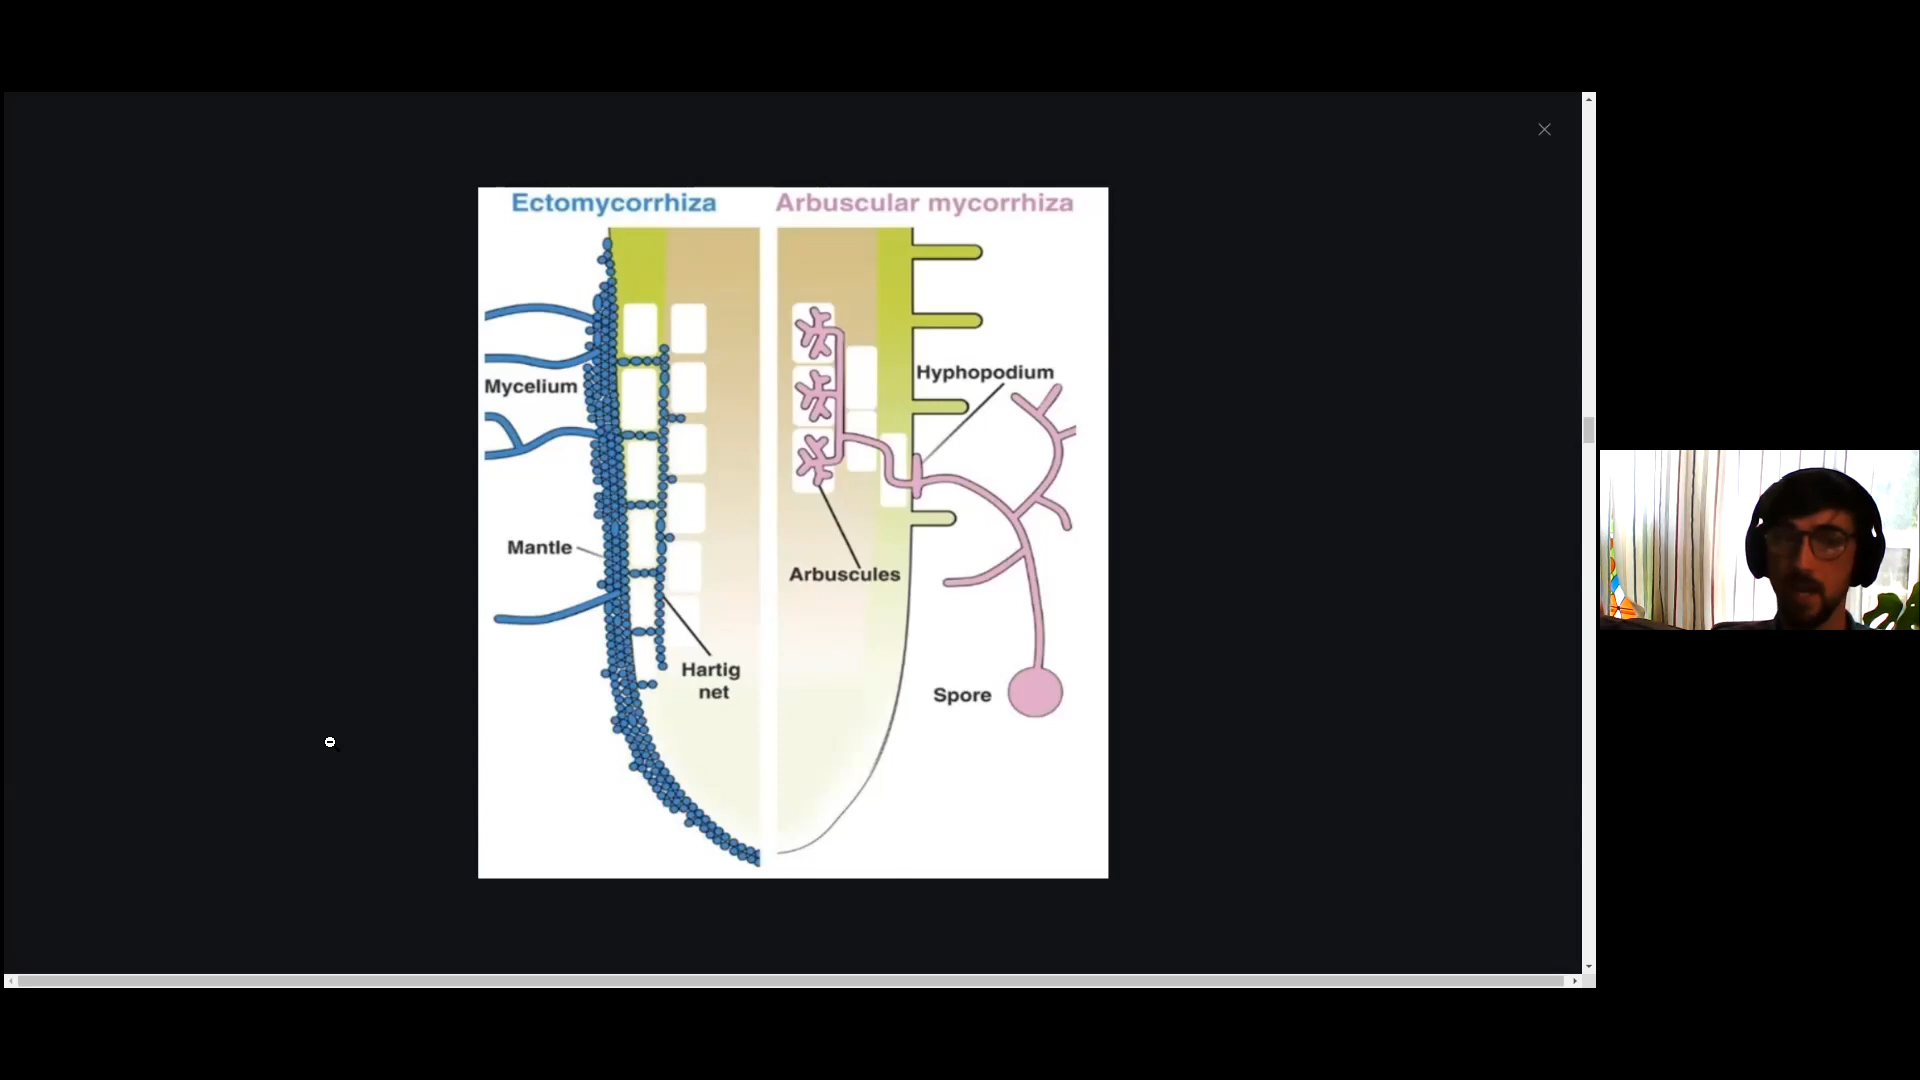 Ectomycorrhiza
Arbuscular mycorrhiza
Mycelium
Hyphopodium
Mantle
Arbuscules
Hartig
net
Spore